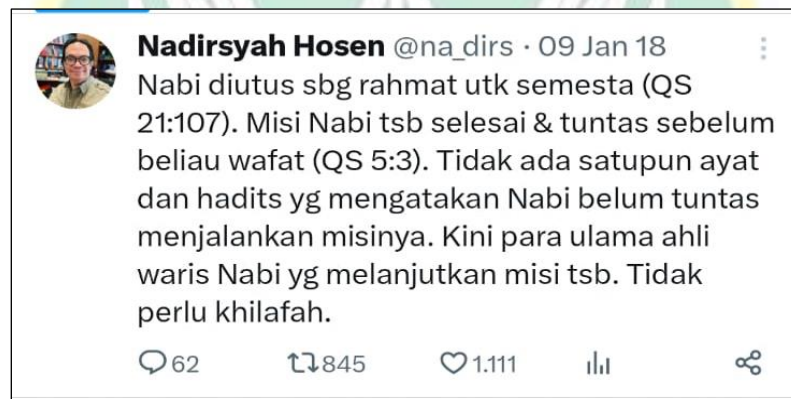 Nadirsyah Hosen @na_dirs · 09 Jan 18
Nabi diutus sbg rahmat utk semesta (QS
21:107). Misi Nabi tsb selesai & tuntas sebelum
beliau wafat (QS 5:3). Tidak ada satupun ayat
dan hadits yg mengatakan Nabi belum tuntas
menjalankan misinya. Kini para ulama ahli
waris Nabi yg melanjutkan misi tsb. Tidak
perlu khilafah.
62 845 1.111